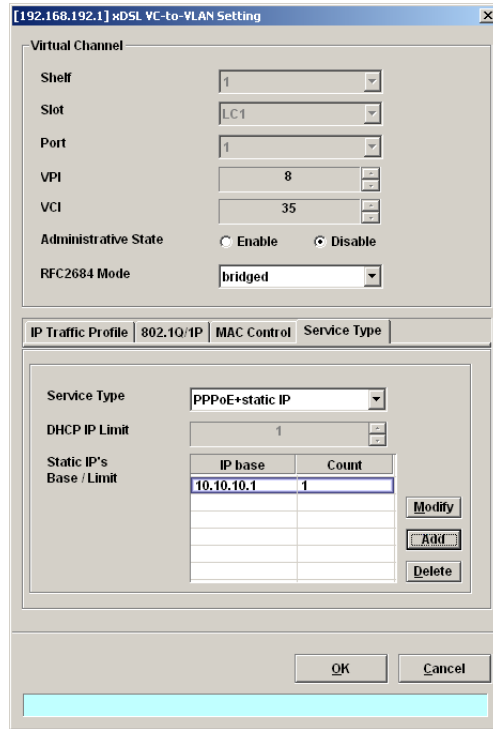 [192.168.192.1] xDSL VC-to-VLAN Setting
Virtual Channel
Shelf 1
Slot LC1
Port 1
VPI 8
VCI 35
Administrative State Enable Disable
RFC2684 Mode bridged
IP Traffic Profile 802.1Q/1P MAC Control Service Type
Service Type PPPoE+static IP
DHCP IP Limit 1
Static IP's
Base / Limit
IP base Count
10.10.10.1 1
Modify
Add
Delete
OK Cancel